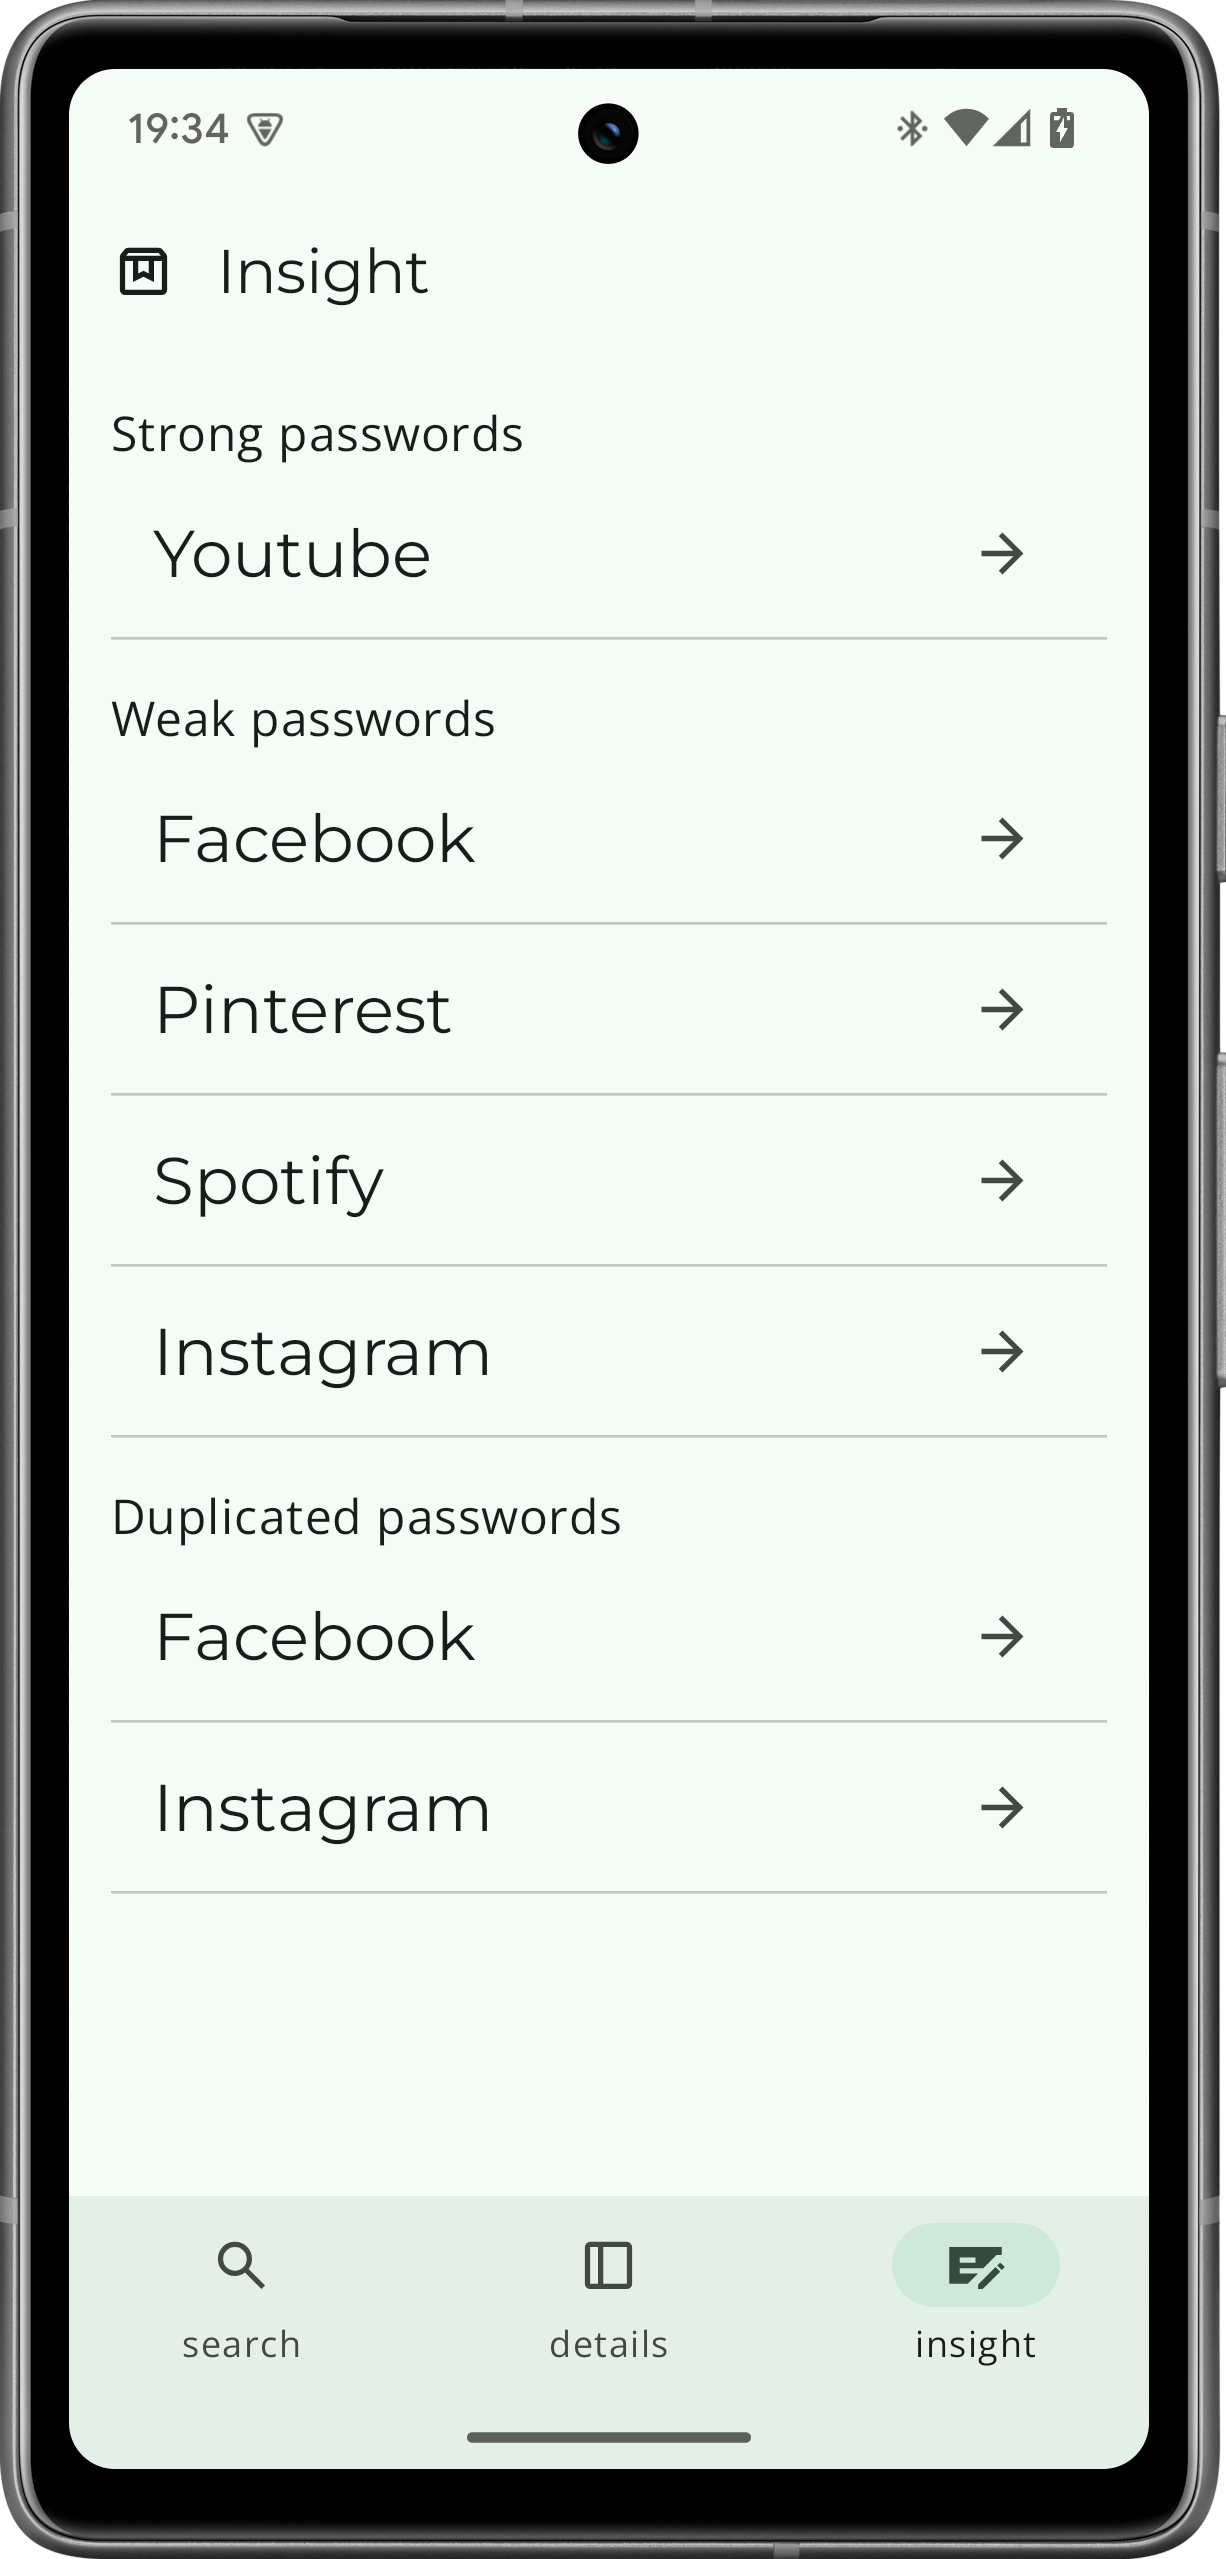 19:34
Insight
Strong passwords
Youtube
Weak passwords
Facebook
Pinterest
Spotify
Instagram
Duplicated passwords
Facebook
Instagram
search
details
insight